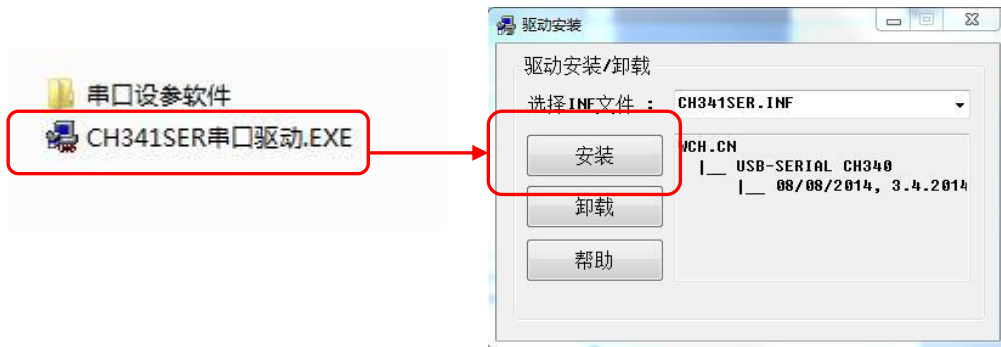 串口设参软件
CH341SER串口驱动.EXE
驱动安装
驱动安装/卸载
选择INF文件 :
CH341SER.INF
安装
卸载
帮助
WCH.CN
|__ USB-SERIAL CH340
|__ 08/08/2014, 3.4.2014